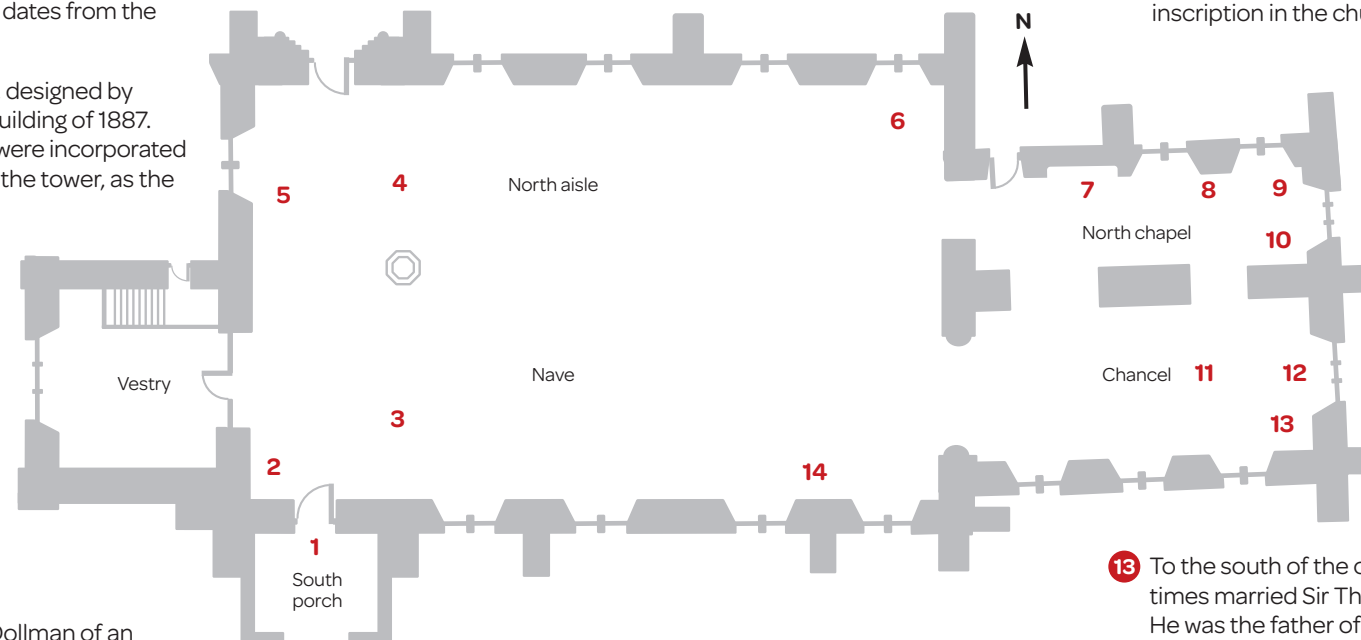 dates from the
designed by
uilding of 1887.
were incorporated
the tower, as the
inscription in the chu
N
6
5
4
North aisle
7
8
9
North chapel
10
Vestry
Nave
Chancel
11
12
3
13
2
14
1
South
porch
13 To the south of the c
times married Sir Th
He was the father of
Dollman of an